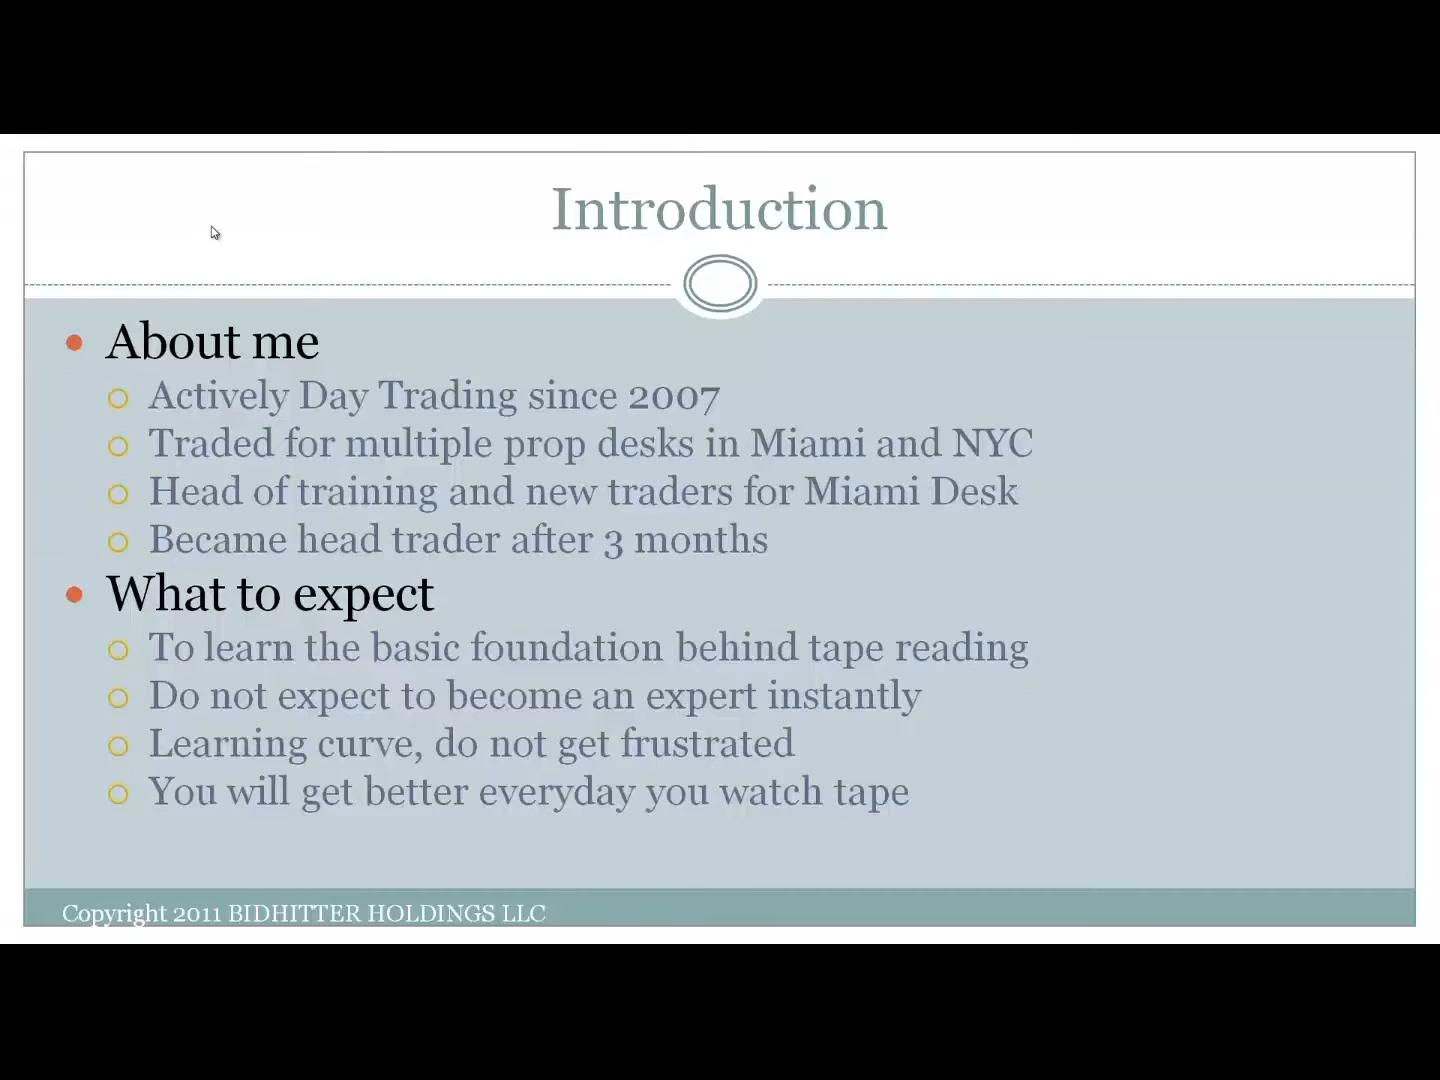 Introduction
About me
Actively Day Trading since 2007
Traded for multiple prop desks in Miami and NYC
Head of training and new traders for Miami Desk
Became head trader after 3 months
What to expect
To learn the basic foundation behind tape reading
Do not expect to become an expert instantly
Learning curve, do not get frustrated
You will get better everyday you watch tape
Copyright 2011 BIDHITTER HOLDINGS LLC